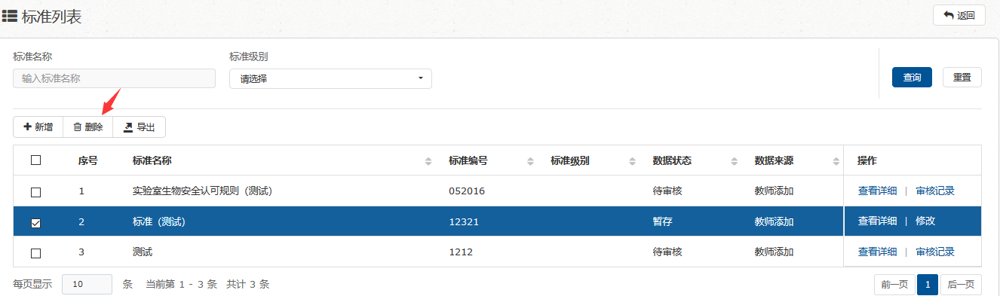 标准列表
返回
标准名称
标准级别
输入标准名称
请选择
查询
重置
新增
删除
导出
序号 标准名称 标准编号 标准级别 数据状态 数据来源 操作
1 实验室生物安全认可规则（测试） 052016 待审核 教师添加 查看详细 | 审核记录
2 标准（测试） 12321 暂存 教师添加 查看详细 | 修改
3 测试 1212 待审核 教师添加 查看详细 | 审核记录
每页显示 10 条 当前第 1 - 3 条 共计 3 条 前一页 1 后一页